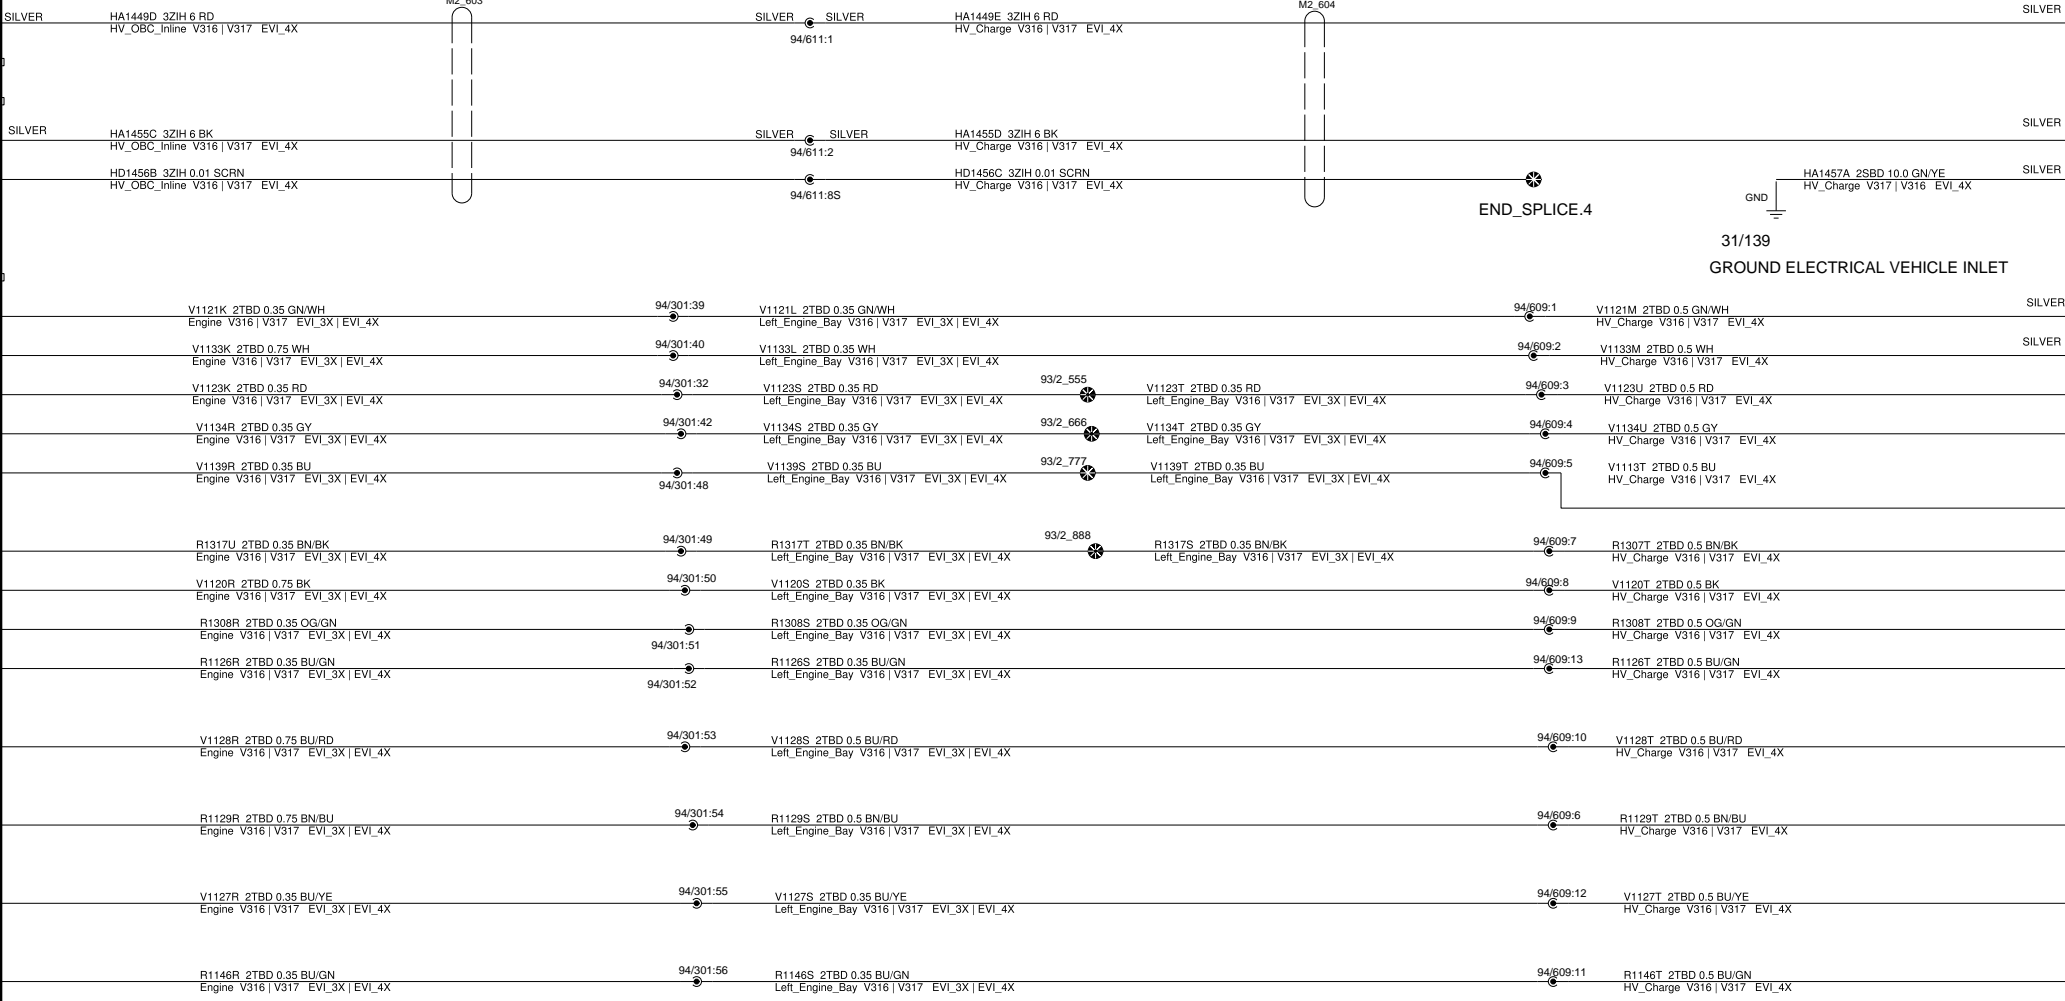 M2_603
M2_604
SILVER
HA1449D 3ZIH 6 RD
HV_OBC_Inline V316 | V317 EVI_4X
SILVER
SILVER
94/611:1
HA1449E 3ZIH 6 RD
HV_Charge V316 | V317 EVI_4X
SILVER
SILVER
HA1455C 3ZIH 6 BK
HV_OBC_Inline V316 | V317 EVI_4X
SILVER
SILVER
94/611:2
HA1455D 3ZIH 6 BK
HV_Charge V316 | V317 EVI_4X
SILVER
HD1456B 3ZIH 0.01 SCRN
HV_OBC_Inline V316 | V317 EVI_4X
94/611:8S
HD1456C 3ZIH 0.01 SCRN
HV_Charge V316 | V317 EVI_4X
END_SPLICE.4
GND
HA1457A 2SBD 10.0 GN/YE
HV_Charge V317 | V316 EVI_4X
SILVER
31/139
GROUND ELECTRICAL VEHICLE INLET
V1121K 2TBD 0.35 GN/WH
Engine V316 | V317 EVI_3X | EVI_4X
94/301:39
V1121L 2TBD 0.35 GN/WH
Left_Engine_Bay V316 | V317 EVI_3X | EVI_4X
94/609:1
V1121M 2TBD 0.5 GN/WH
HV_Charge V316 | V317 EVI_4X
SILVER
V1133K 2TBD 0.75 WH
Engine V316 | V317 EVI_3X | EVI_4X
94/301:40
V1133L 2TBD 0.35 WH
Left_Engine_Bay V316 | V317 EVI_3X | EVI_4X
94/609:2
V1133M 2TBD 0.5 WH
HV_Charge V316 | V317 EVI_4X
SILVER
V1123K 2TBD 0.35 RD
Engine V316 | V317 EVI_3X | EVI_4X
94/301:32
V1123S 2TBD 0.35 RD
Left_Engine_Bay V316 | V317 EVI_3X | EVI_4X
93/2_555
V1123T 2TBD 0.35 RD
Left_Engine_Bay V316 | V317 EVI_3X | EVI_4X
94/609:3
V1123U 2TBD 0.5 RD
HV_Charge V316 | V317 EVI_4X
V1134R 2TBD 0.35 GY
Engine V316 | V317 EVI_3X | EVI_4X
94/301:42
V1134S 2TBD 0.35 GY
Left_Engine_Bay V316 | V317 EVI_3X | EVI_4X
93/2_666
V1134T 2TBD 0.35 GY
Left_Engine_Bay V316 | V317 EVI_3X | EVI_4X
94/609:4
V1134U 2TBD 0.5 GY
HV_Charge V316 | V317 EVI_4X
V1139R 2TBD 0.35 BU
Engine V316 | V317 EVI_3X | EVI_4X
94/301:48
V1139S 2TBD 0.35 BU
Left_Engine_Bay V316 | V317 EVI_3X | EVI_4X
93/2_777
V1139T 2TBD 0.35 BU
Left_Engine_Bay V316 | V317 EVI_3X | EVI_4X
94/609:5
V1113T 2TBD 0.5 BU
HV_Charge V316 | V317 EVI_4X
R1317U 2TBD 0.35 BN/BK
Engine V316 | V317 EVI_3X | EVI_4X
94/301:49
R1317T 2TBD 0.35 BN/BK
Left_Engine_Bay V316 | V317 EVI_3X | EVI_4X
93/2_888
R1317S 2TBD 0.35 BN/BK
Left_Engine_Bay V316 | V317 EVI_3X | EVI_4X
94/609:7
R1307T 2TBD 0.5 BN/BK
HV_Charge V316 | V317 EVI_4X
V1120R 2TBD 0.75 BK
Engine V316 | V317 EVI_3X | EVI_4X
94/301:50
V1120S 2TBD 0.35 BK
Left_Engine_Bay V316 | V317 EVI_3X | EVI_4X
94/609:8
V1120T 2TBD 0.5 BK
HV_Charge V316 | V317 EVI_4X
R1308R 2TBD 0.35 OG/GN
Engine V316 | V317 EVI_3X | EVI_4X
94/301:51
R1308S 2TBD 0.35 OG/GN
Left_Engine_Bay V316 | V317 EVI_3X | EVI_4X
94/609:9
R1308T 2TBD 0.5 OG/GN
HV_Charge V316 | V317 EVI_4X
R1126R 2TBD 0.35 BU/GN
Engine V316 | V317 EVI_3X | EVI_4X
94/301:52
R1126S 2TBD 0.35 BU/GN
Left_Engine_Bay V316 | V317 EVI_3X | EVI_4X
94/609:13
R1126T 2TBD 0.5 BU/GN
HV_Charge V316 | V317 EVI_4X
V1128R 2TBD 0.75 BU/RD
Engine V316 | V317 EVI_3X | EVI_4X
94/301:53
V1128S 2TBD 0.5 BU/RD
Left_Engine_Bay V316 | V317 EVI_3X | EVI_4X
94/609:10
V1128T 2TBD 0.5 BU/RD
HV_Charge V316 | V317 EVI_4X
R1129R 2TBD 0.75 BN/BU
Engine V316 | V317 EVI_3X | EVI_4X
94/301:54
R1129S 2TBD 0.5 BN/BU
Left_Engine_Bay V316 | V317 EVI_3X | EVI_4X
94/609:6
R1129T 2TBD 0.5 BN/BU
HV_Charge V316 | V317 EVI_4X
V1127R 2TBD 0.35 BU/YE
Engine V316 | V317 EVI_3X | EVI_4X
94/301:55
V1127S 2TBD 0.35 BU/YE
Left_Engine_Bay V316 | V317 EVI_3X | EVI_4X
94/609:12
V1127T 2TBD 0.5 BU/YE
HV_Charge V316 | V317 EVI_4X
R1146R 2TBD 0.35 BU/GN
Engine V316 | V317 EVI_3X | EVI_4X
94/301:56
R1146S 2TBD 0.35 BU/GN
Left_Engine_Bay V316 | V317 EVI_3X | EVI_4X
94/609:11
R1146T 2TBD 0.5 BU/GN
HV_Charge V316 | V317 EVI_4X